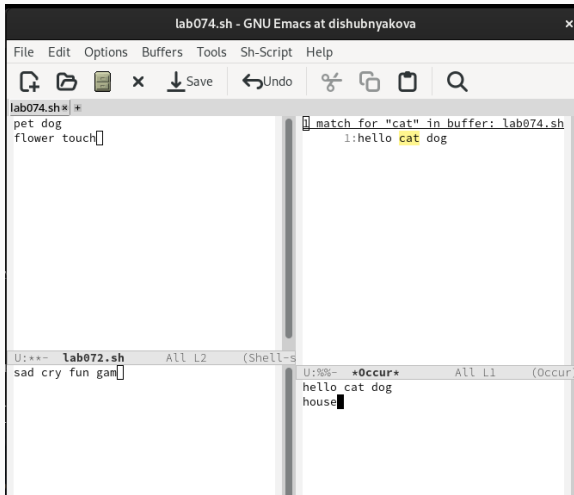 lab074.sh - GNU Emacs at dishubnyakova
File Edit Options Buffers Tools Sh-Script Help
Save Undo
lab074.sh
pet dog
flower touch
U:**- lab072.sh All L2 (Shell-s
sad cry fun gam
1 match for "cat" in buffer: lab074.sh
1:hello cat dog
U:%%- *Occur* All L1 (Occur
hello cat dog
house